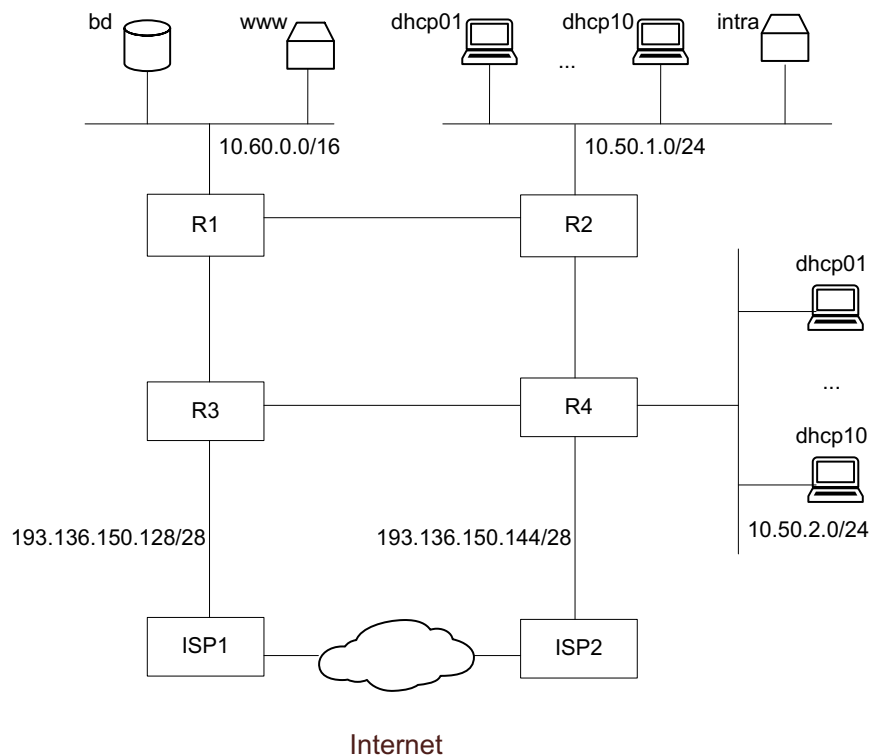 bd
www
dhcp01
dhcp10
intra
...
10.60.0.0/16
10.50.1.0/24
R1
R2
dhcp01
...
R3
R4
dhcp10
193.136.150.128/28
193.136.150.144/28
10.50.2.0/24
ISP1
ISP2
Internet